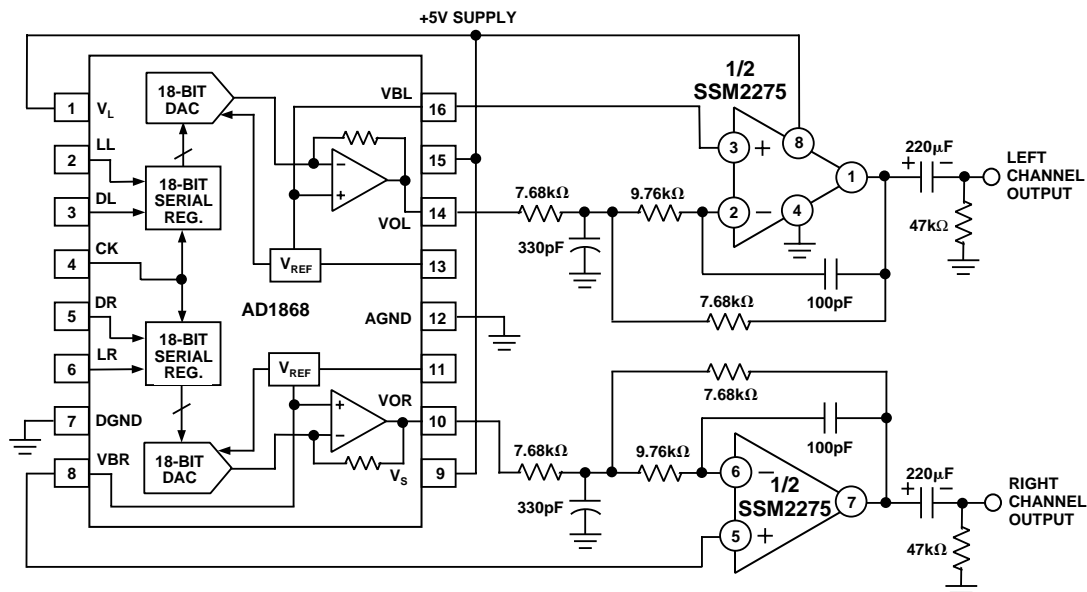 +5V SUPPLY
1 VL
2 LL
3 DL
4 CK
5 DR
6 LR
7 DGND
8 VBR
18-BIT
DAC
18-BIT
SERIAL
REG.
18-BIT
SERIAL
REG.
18-BIT
DAC
AD1868
VREF
VREF
−
+
+
−
VBL 16
15
VOL 14
13
AGND 12
11
VOR 10
VS 9
1/2
SSM2275
3 +
2 −
8
1
4
7.68kΩ
330pF
9.76kΩ
100pF
7.68kΩ
220µF
+ −
47kΩ
LEFT
CHANNEL
OUTPUT
7.68kΩ
100pF
7.68kΩ
330pF
9.76kΩ
6 −
5 +
7
1/2
SSM2275
220µF
+ −
47kΩ
RIGHT
CHANNEL
OUTPUT